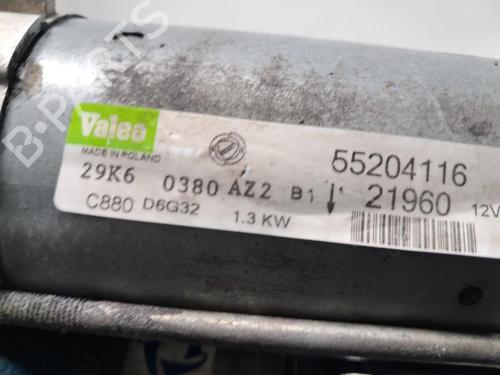 Valeo
MADE IN POLAND
55204116
29K6 0380 AZ2 B1 21960 12V
C880 D6G32 1.3 KW
B-PARTS